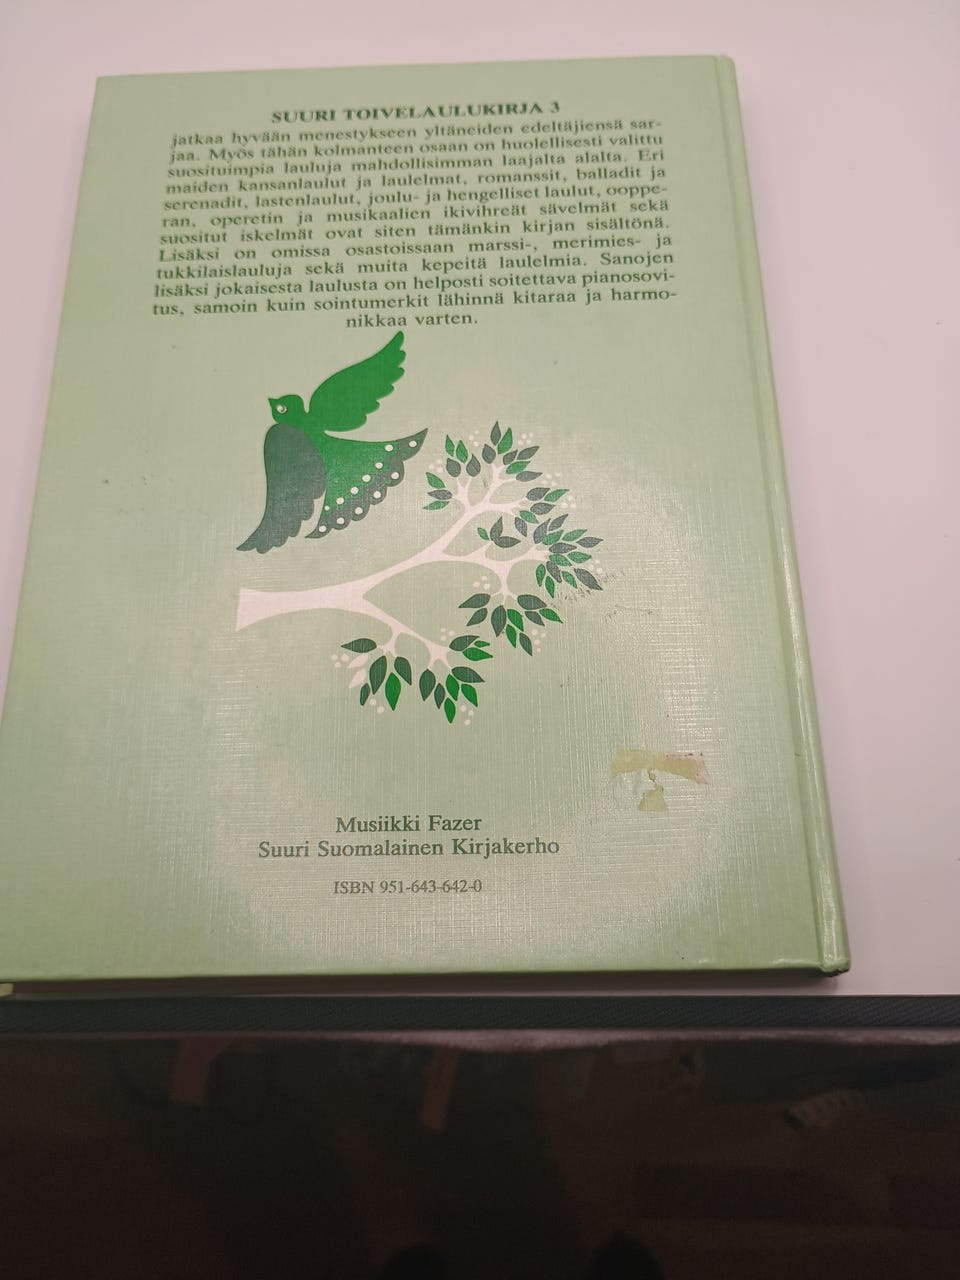 SUURI TOIVELAULUKIRJA 3
jatkaa hyvään menestykseen yltäneiden edeltäjiensä sar-
jaa. Myös tähän kolmanteen osaan on huolellisesti valittu
suosituimpia lauluja mahdollisimman laajalta alalta. Eri
maiden kansanlaulut ja laulelmat, romanssit, balladit ja
serenadit, lastenlaulut, joulu- ja hengelliset laulut, ooppe-
ran, operetin ja musikaalien ikivihreät sävelmät sekä
suositut iskelmät ovat siten tämänkin kirjan sisältönä.
Lisäksi on omissa osastoissaan marssi-, merimies- ja
tukkilaislauluja sekä muita kepeitä laulelmia. Sanojen
lisäksi jokaisesta laulusta on helposti soitettava pianosovi-
tus, samoin kuin sointumerkit lähinnä kitaraa ja harmo-
nikkaa varten.
Musiikki Fazer
Suuri Suomalainen Kirjakerho
ISBN 951-643-642-0